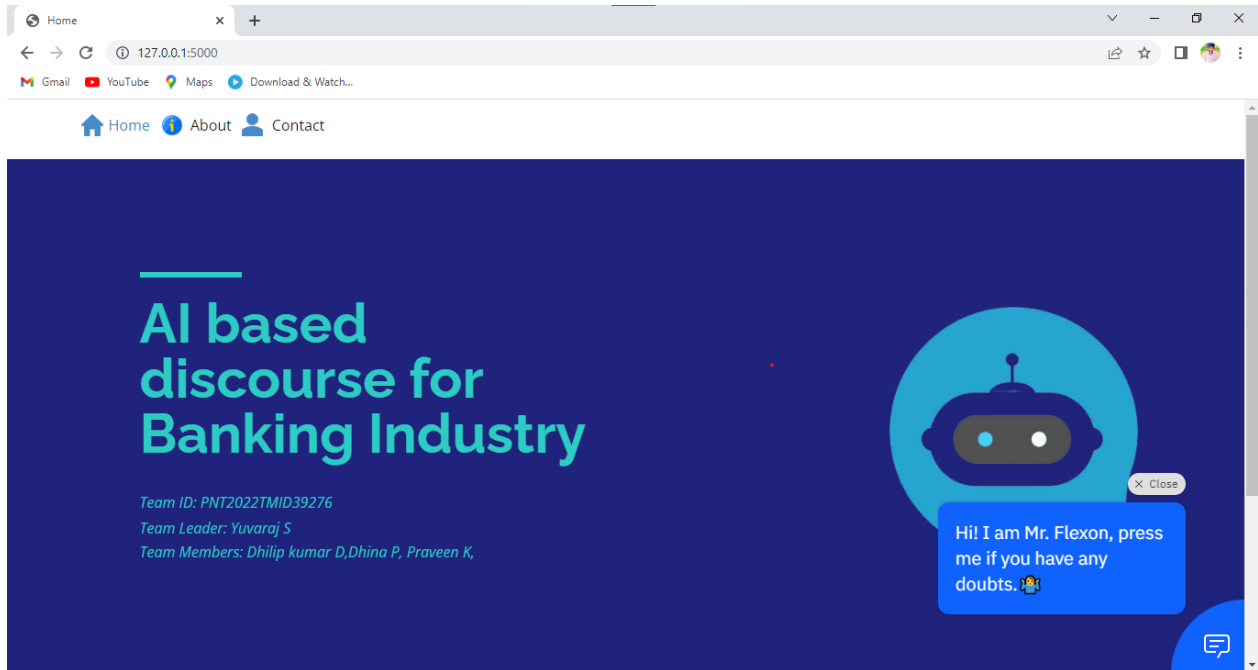 Home
127.0.0.1:5000
Gmail YouTube Maps Download & Watch...
Home About Contact
AI based
discourse for
Banking Industry
Team ID: PNT2022TMID39276
Team Leader: Yuvaraj S
Team Members: Dhilip kumar D,Dhina P, Praveen K,
Close
Hi! I am Mr. Flexon, press
me if you have any
doubts.🤷